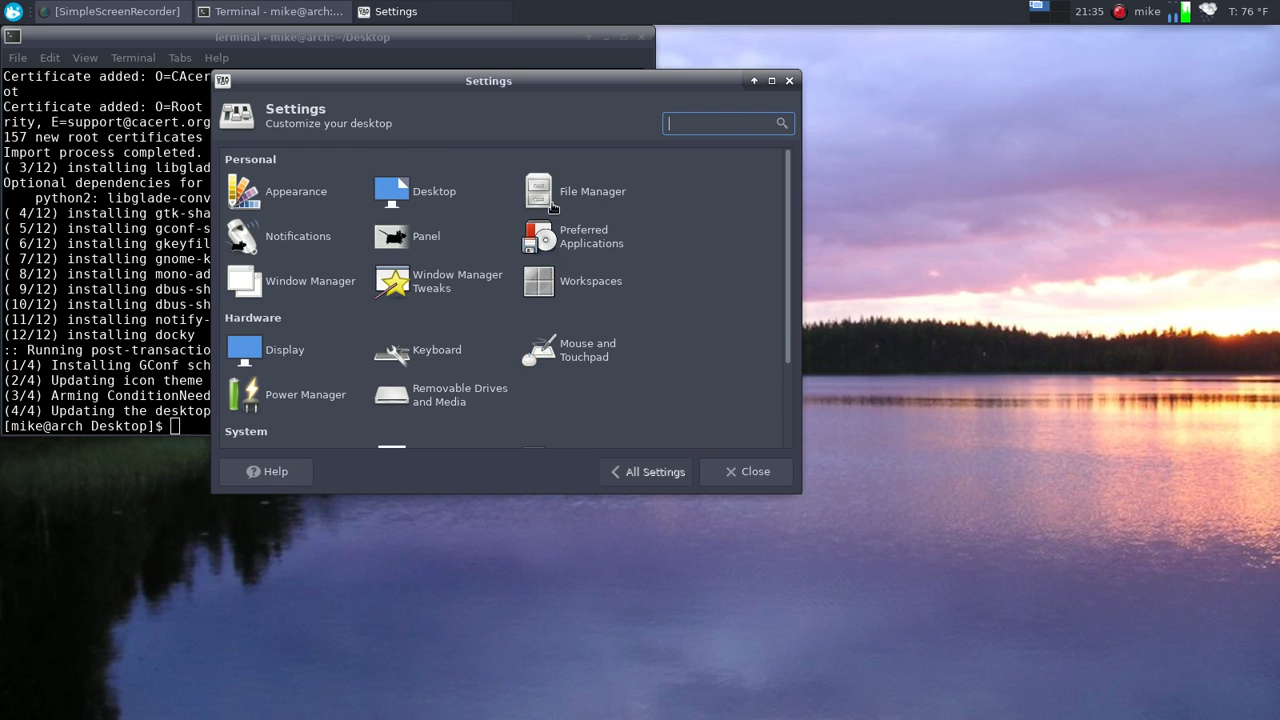 [SimpleScreenRecorder]
Terminal - mike@arch:...
Settings
21:35
mike
T: 76 °F
Terminal - mike@arch:~/Desktop
File Edit View Terminal Tabs Help
Certificate added: O=CAcer
ot
Certificate added: O=Root
rity, E=support@cacert.org
157 new root certificates
Import process completed.
( 3/12) installing libglad
Optional dependencies for
python2: libglade-conv
( 4/12) installing gtk-sha
( 5/12) installing gconf-s
( 6/12) installing gkeyfil
( 7/12) installing gnome-k
( 8/12) installing mono-ad
( 9/12) installing dbus-sh
(10/12) installing dbus-sh
(11/12) installing notify-
(12/12) installing docky
:: Running post-transactio
(1/4) Installing GConf sch
(2/4) Updating icon theme
(3/4) Arming ConditionNeed
(4/4) Updating the desktop
[mike@arch Desktop]$
Settings
Settings
Customize your desktop
Personal
Appearance
Desktop
File Manager
Notifications
Panel
Preferred
Applications
Window Manager
Window Manager
Tweaks
Workspaces
Hardware
Display
Keyboard
Mouse and
Touchpad
Power Manager
Removable Drives
and Media
System
Help
All Settings
Close